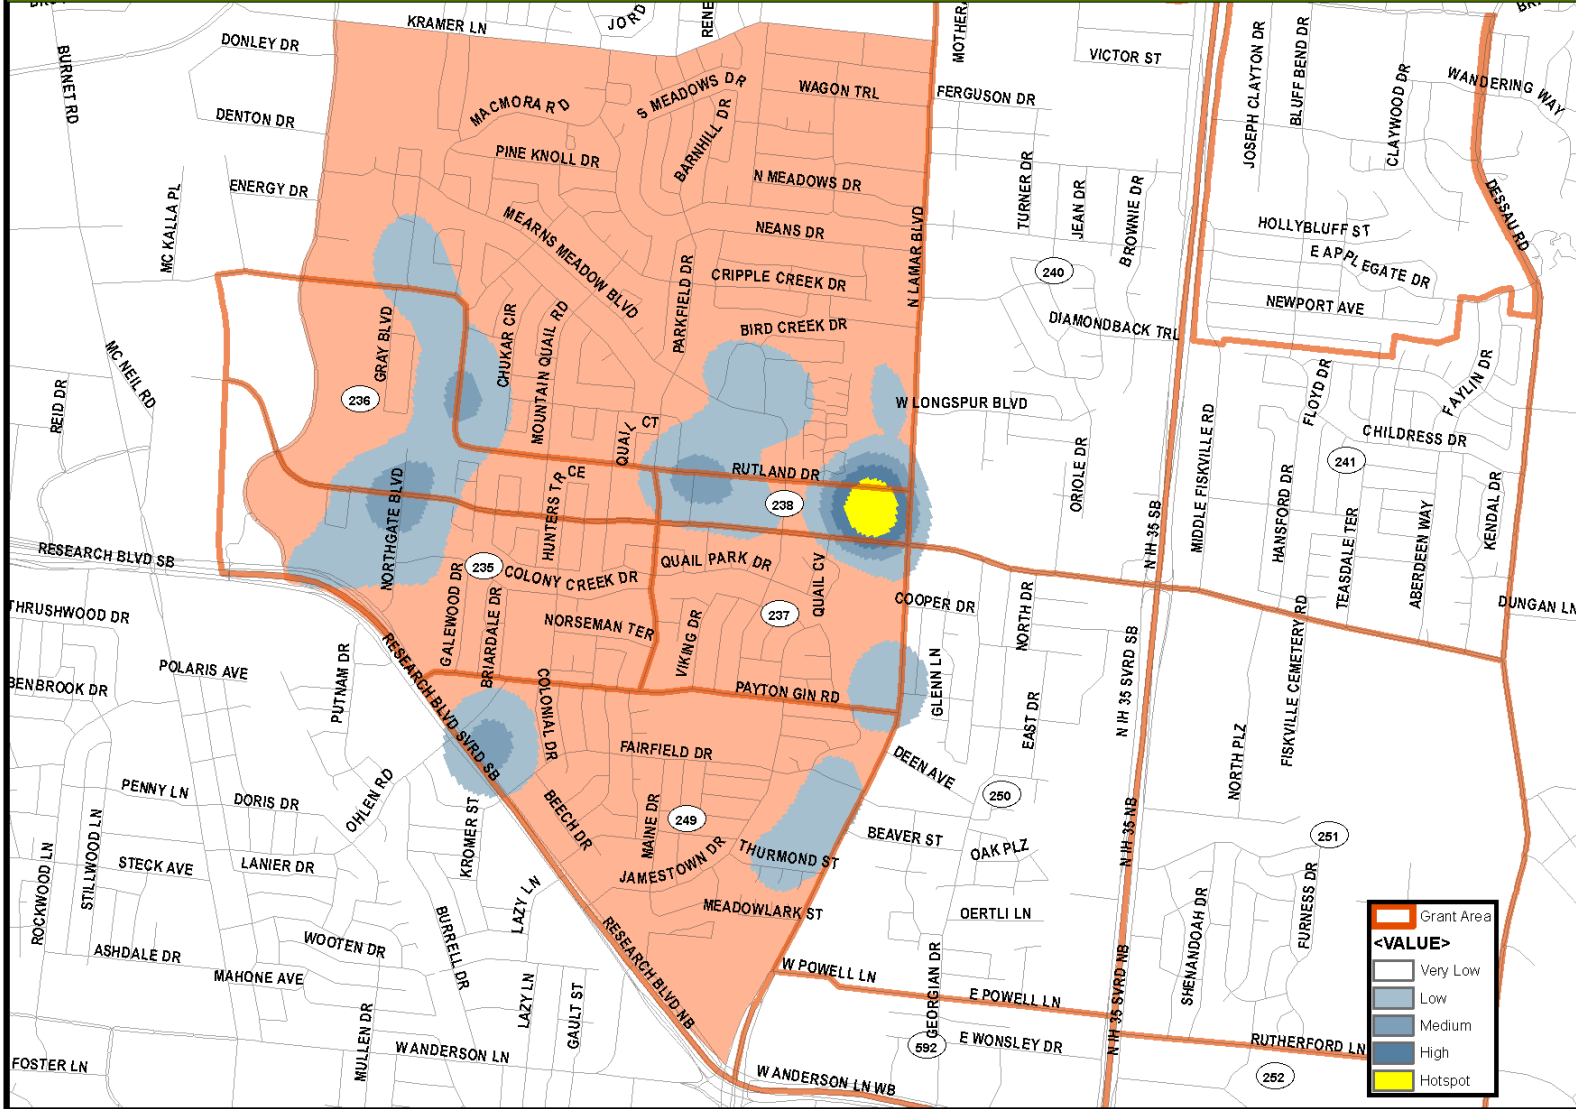 KRAMER LN
JORD
RENE
MOTHERA
DONLEY DR
BURNET RD
VICTOR ST
JOSEPH CLAYTON DR
BLUFF BEND DR
CLAYWOOD DR
WANDERING WAY
S MEADOWS DR
WAGON TRL
FERGUSON DR
MACMORA RD
DENTON DR
BARNHILL DR
PINE KNOLL DR
N MEADOWS DR
ENERGY DR
MC KALLA PL
TURNER DR
JEAN DR
BROWNIE DR
DESSAU RD
MEARNS MEADOW BLVD
NEANS DR
HOLLYBLUFF ST
E APPLEGATE DR
N LAMAR BLVD
PARKFIELD DR
CRIPPLE CREEK DR
240
NEWPORT AVE
GRAY BLVD
CHUKAR CIR
MOUNTAIN QUAIL RD
BIRD CREEK DR
DIAMONDBACK TRL
MC NEIL RD
REID DR
236
FLOYD DR
FAYLIN DR
W LONGSPUR BLVD
MIDDLE FISKVILLE RD
QUAIL CT
CHILDRESS DR
ORIOLE DR
241
RUTLAND DR
HUNTERS TRCE
NORTHGATE BLVD
238
HANSFORD DR
TEASDALE TER
ABERDEEN WAY
KENDAL DR
N IH 35 SB
RESEARCH BLVD SB
235
COLONY CREEK DR
QUAIL PARK DR
QUAIL CV
COOPER DR
DUNGAN LN
THRUSHWOOD DR
GALEWOOD DR
BRIARDALE DR
NORSEMAN TER
VIKING DR
237
NORTH DR
FISKVILLE CEMETERY RD
N IH 35 SVRD SB
POLARIS AVE
BENBROOK DR
PUTNAM DR
RESEARCH BLVD SVRD SB
COLONIAL DR
PAYTON GIN RD
GLENN LN
EAST DR
NORTH PLZ
FAIRFIELD DR
DEEN AVE
PENNY LN
DORIS DR
OHLEN RD
KROMER ST
BEECH DR
MAINE DR
249
250
251
BEAVER ST
OAK PLZ
THURMOND ST
JAMESTOWN DR
N IH 35 NB
ROCKWOOD LN
STILLWOOD LN
STECK AVE
LANIER DR
LAZY LN
BURRELL DR
MEADOWLARK ST
OERTLI LN
SHENANDOAH DR
FURNESS DR
ASHDALE DR
WOOTEN DR
MAHONE AVE
RESEARCH BLVD NB
W POWELL LN
E POWELL LN
GEORGIAN DR
N IH 35 SVRD NB
MULLEN DR
LAZY LN
GAULT ST
W ANDERSON LN
592
E WONSLEY DR
RUTHERFORD LN
FOSTER LN
W ANDERSON LN WB
252
Grant Area
<VALUE>
Very Low
Low
Medium
High
Hotspot